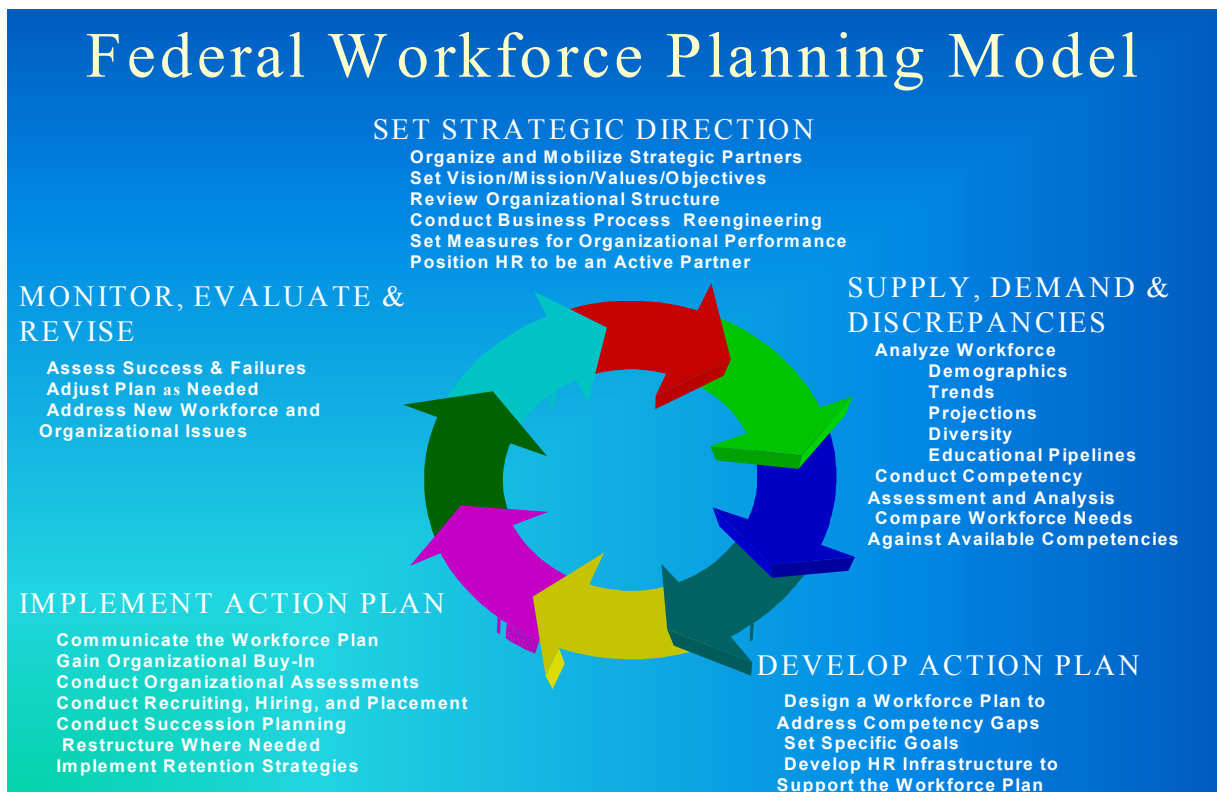 Federal Workforce Planning Model
SET STRATEGIC DIRECTION
Organize and Mobilize Strategic Partners
Set Vision/Mission/Values/Objectives
Review Organizational Structure
Conduct Business Process Reengineering
Set Measures for Organizational Performance
Position HR to be an Active Partner
SUPPLY, DEMAND &
DISCREPANCIES
Analyze Workforce
Demographics
Trends
Projections
Diversity
Educational Pipelines
Conduct Competency
Assessment and Analysis
Compare Workforce Needs
Against Available Competencies
DEVELOP ACTION PLAN
Design a Workforce Plan to
Address Competency Gaps
Set Specific Goals
Develop HR Infrastructure to
Support the Workforce Plan
IMPLEMENT ACTION PLAN
Communicate the Workforce Plan
Gain Organizational Buy-In
Conduct Organizational Assessments
Conduct Recruiting, Hiring, and Placement
Conduct Succession Planning
Restructure Where Needed
Implement Retention Strategies
MONITOR, EVALUATE &
REVISE
Assess Success & Failures
Adjust Plan as Needed
Address New Workforce and
Organizational Issues